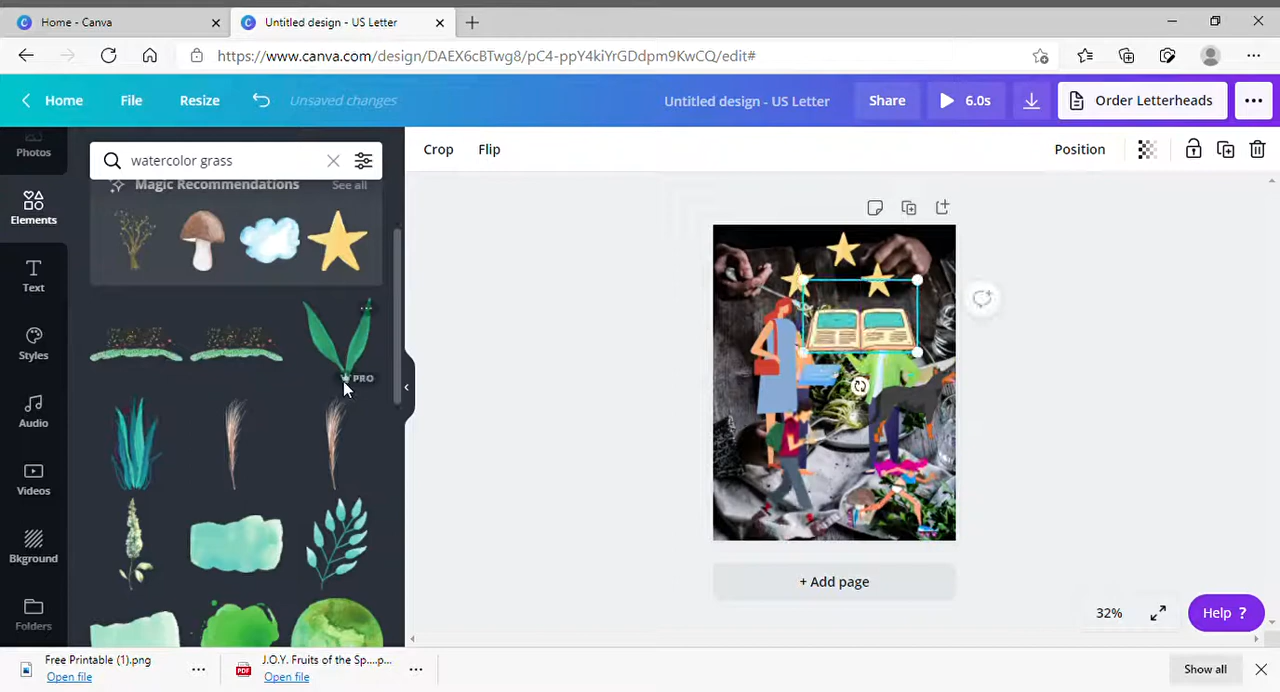 Home - Canva
Untitled design - US Letter
https://www.canva.com/design/DAEX6cBTwg8/pC4-ppY4kiYrGDdpm9KwCQ/edit#
Home
File
Resize
Unsaved changes
Untitled design - US Letter
Share
6.0s
Order Letterheads
Photos
Elements
Text
Styles
Audio
Videos
Bkground
Folders
watercolor grass
Magic Recommendations
See all
PRO
Crop
Flip
Position
+ Add page
32%
Help ?
Free Printable (1).png
Open file
J.O.Y. Fruits of the Sp....p...
Open file
Show all